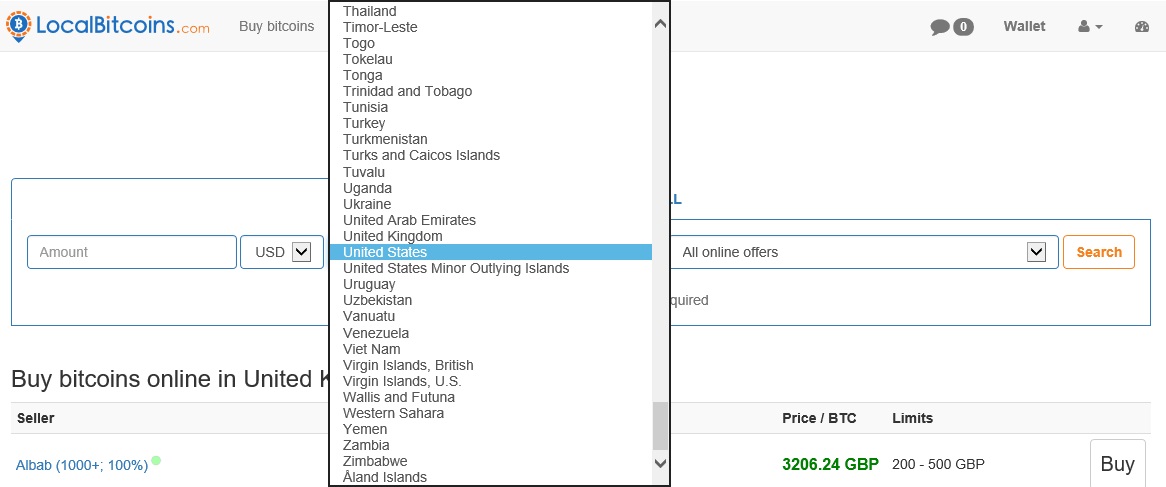 LocalBitcoins.com
Buy bitcoins
0
Wallet
Thailand
Timor-Leste
Togo
Tokelau
Tonga
Trinidad and Tobago
Tunisia
Turkey
Turkmenistan
Turks and Caicos Islands
Tuvalu
Uganda
Ukraine
United Arab Emirates
United Kingdom
United States
United States Minor Outlying Islands
Uruguay
Uzbekistan
Vanuatu
Venezuela
Viet Nam
Virgin Islands, British
Virgin Islands, U.S.
Wallis and Futuna
Western Sahara
Yemen
Zambia
Zimbabwe
Åland Islands
Amount
USD
All online offers
Search
Buy bitcoins online in United
Seller
Price / BTC
Limits
Albab (1000+; 100%)
3206.24 GBP
200 - 500 GBP
Buy